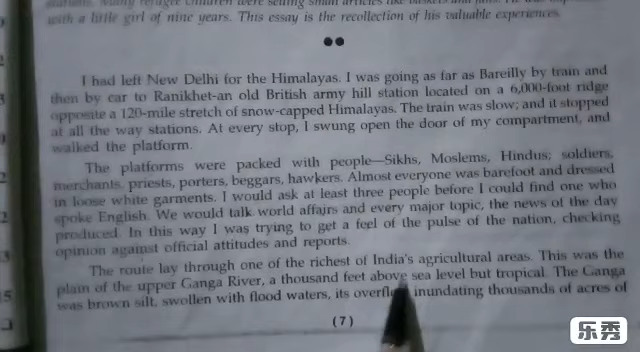 with a little girl of nine years. This essay is the recollection of his valuable experiences.
I had left New Delhi for the Himalayas. I was going as far as Bareilly by train and
then by car to Ranikhet-an old British army hill station located on a 6,000-foot ridge
opposite a 120-mile stretch of snow-capped Himalayas. The train was slow; and it stopped
at all the way stations. At every stop, I swung open the door of my compartment, and
walked the platform.
The platforms were packed with people—Sikhs, Moslems, Hindus; soldiers,
merchants, priests, porters, beggars, hawkers. Almost everyone was barefoot and dressed
in loose white garments. I would ask at least three people before I could find one who
spoke English. We would talk world affairs and every major topic, the news of the day
produced. In this way I was trying to get a feel of the pulse of the nation, checking
opinion against official attitudes and reports.
The route lay through one of the richest of India's agricultural areas. This was the
plain of the upper Ganga River, a thousand feet above sea level but tropical. The Ganga
was brown silt, swollen with flood waters, its inundating thousands of acres of
(7)
乐秀